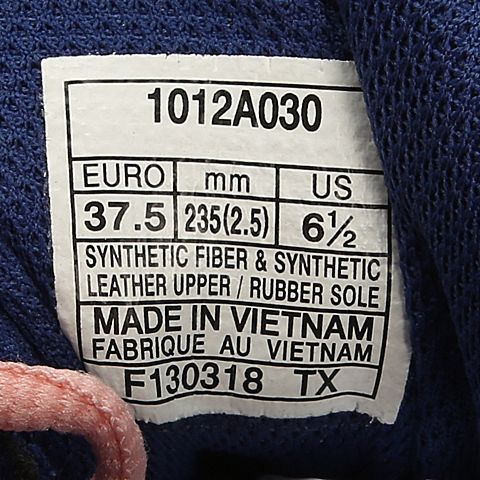 1012A030
EURO mm US
37.5 235(2.5) 6½
SYNTHETIC FIBER & SYNTHETIC
LEATHER UPPER / RUBBER SOLE
MADE IN VIETNAM
FABRIQUE AU VIETNAM
F130318 TX